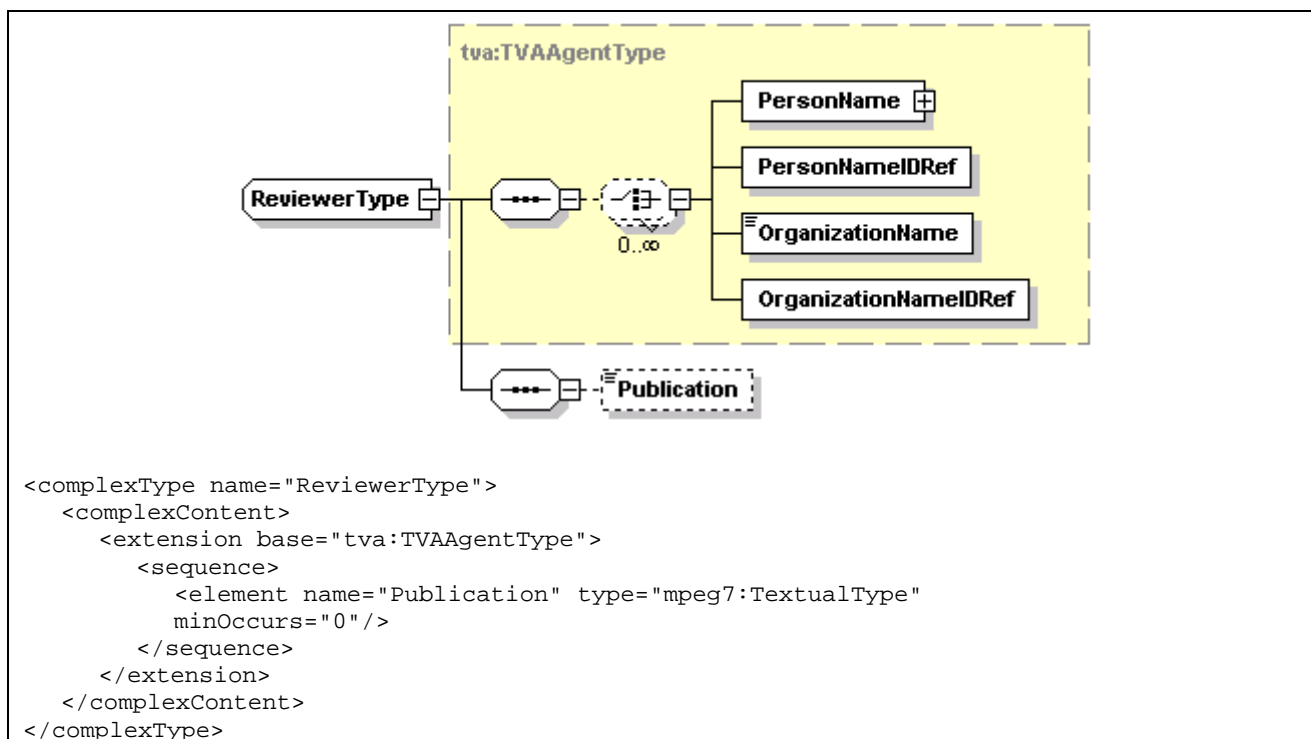 tva:TVAAgentType
PersonName
PersonNameIDRef
ReviewerType
OrganizationName
0..∞
OrganizationNameIDRef
Publication
<complexType name="ReviewerType">
<complexContent>
<extension base="tva:TVAAgentType">
<sequence>
<element name="Publication" type="mpeg7:TextualType"
minOccurs="0"/>
</sequence>
</extension>
</complexContent>
</complexType>